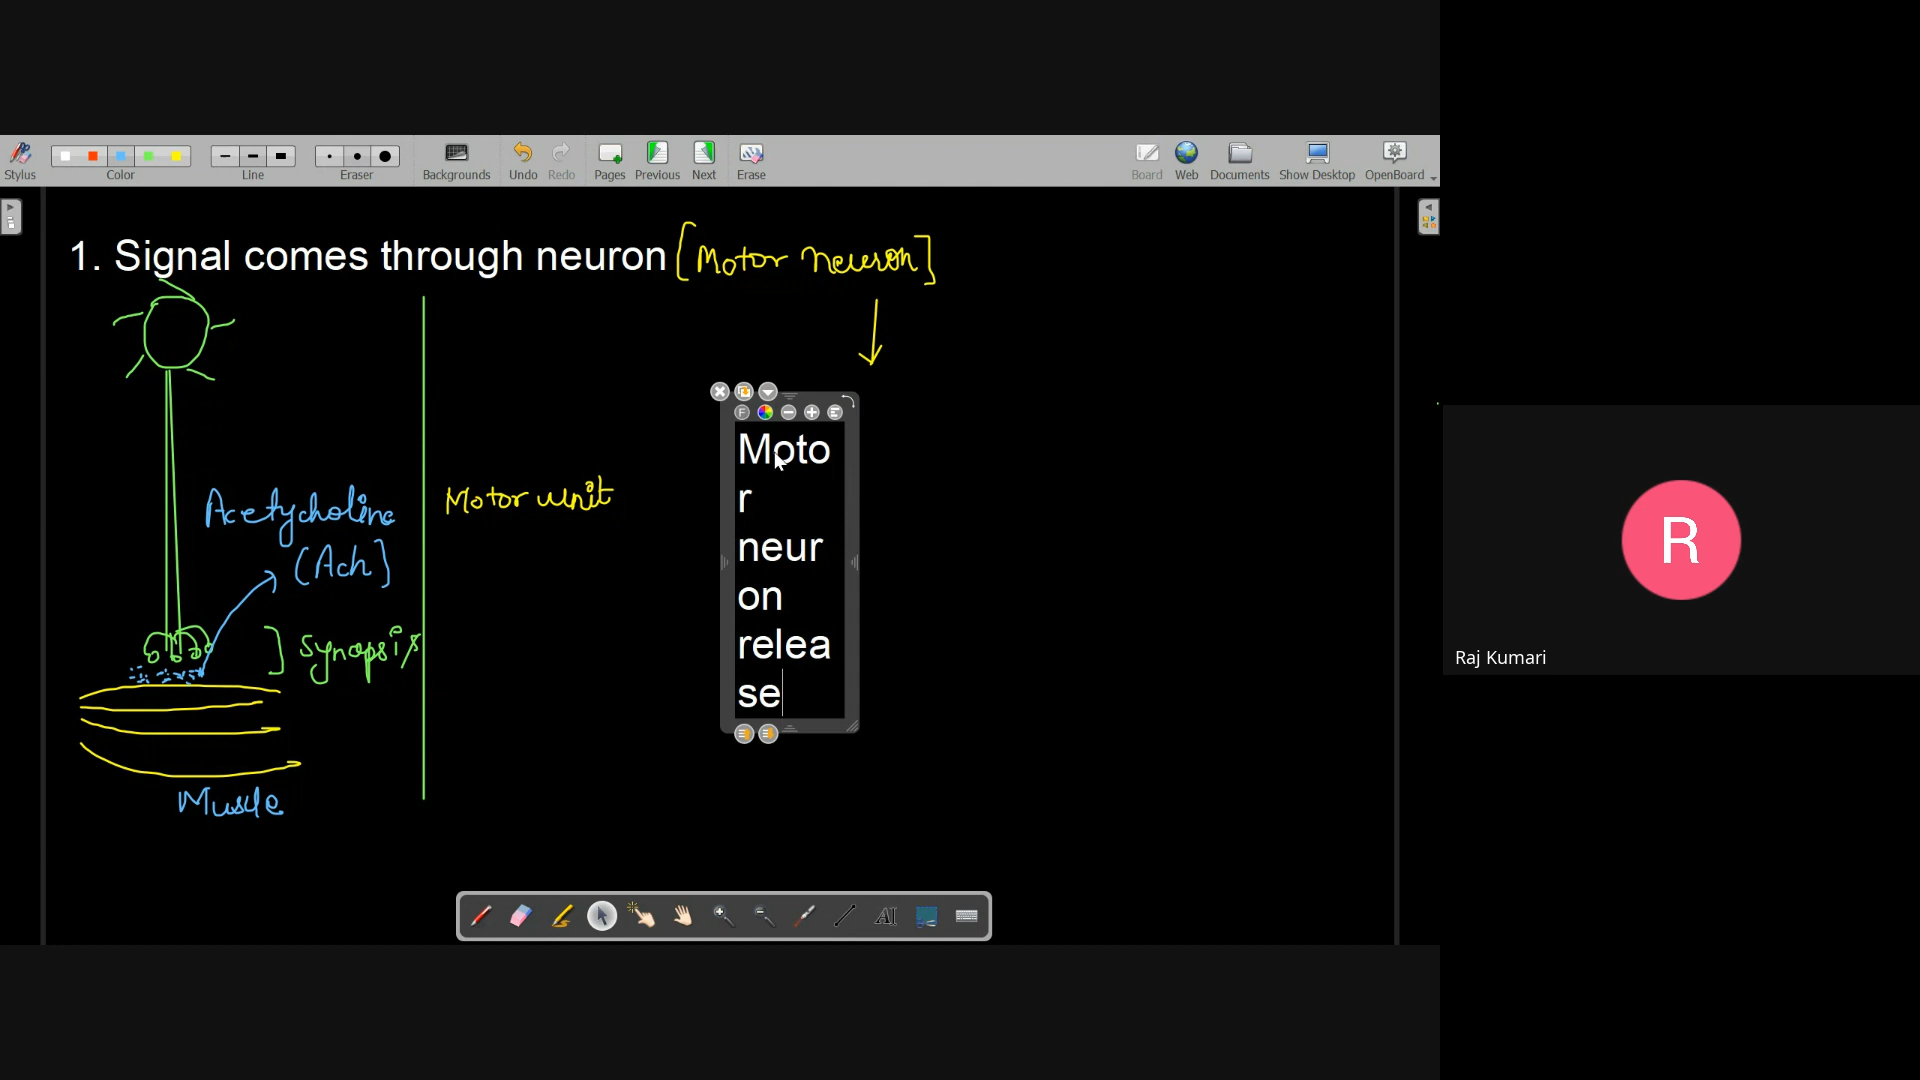 Stylus
Color
Line
Eraser
Backgrounds
Undo
Redo
Pages
Previous
Next
Erase
Board
Web
Documents
Show Desktop
OpenBoard
1. Signal comes through neuron [Motor neuron]
Acetycholine
(Ach)
Synapsis
Muscle
Motor unit
F
Moto
r
neur
on
relea
se
AI
R
Raj Kumari